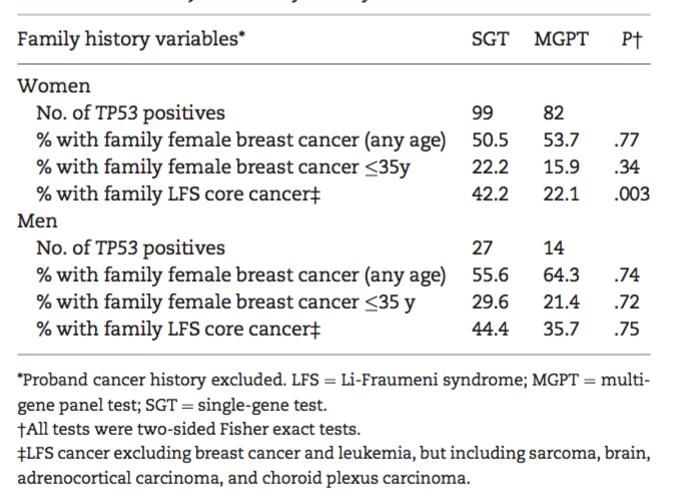 Family history variables* SGT MGPT P†
Women
No. of TP53 positives 99 82
% with family female breast cancer (any age) 50.5 53.7 .77
% with family female breast cancer ≤35y 22.2 15.9 .34
% with family LFS core cancer‡ 42.2 22.1 .003
Men
No. of TP53 positives 27 14
% with family female breast cancer (any age) 55.6 64.3 .74
% with family female breast cancer ≤35 y 29.6 21.4 .72
% with family LFS core cancer‡ 44.4 35.7 .75
*Proband cancer history excluded. LFS = Li-Fraumeni syndrome; MGPT = multi-
gene panel test; SGT = single-gene test.
†All tests were two-sided Fisher exact tests.
‡LFS cancer excluding breast cancer and leukemia, but including sarcoma, brain,
adrenocortical carcinoma, and choroid plexus carcinoma.